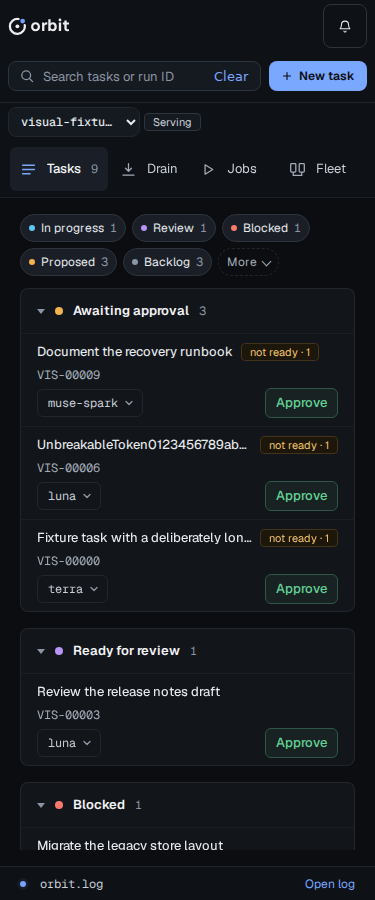 orbit
Search tasks or run ID Clear
+ New task
visual-fixtu… Serving
Tasks 9 Drain Jobs Fleet
In progress 1 Review 1 Blocked 1
Proposed 3 Backlog 3 More
Awaiting approval 3
Document the recovery runbook not ready · 1
VIS-00009
muse-spark Approve
UnbreakableToken0123456789ab… not ready · 1
VIS-00006
luna Approve
Fixture task with a deliberately lon… not ready · 1
VIS-00000
terra Approve
Ready for review 1
Review the release notes draft
VIS-00003
luna Approve
Blocked 1
Migrate the legacy store layout
orbit.log Open log